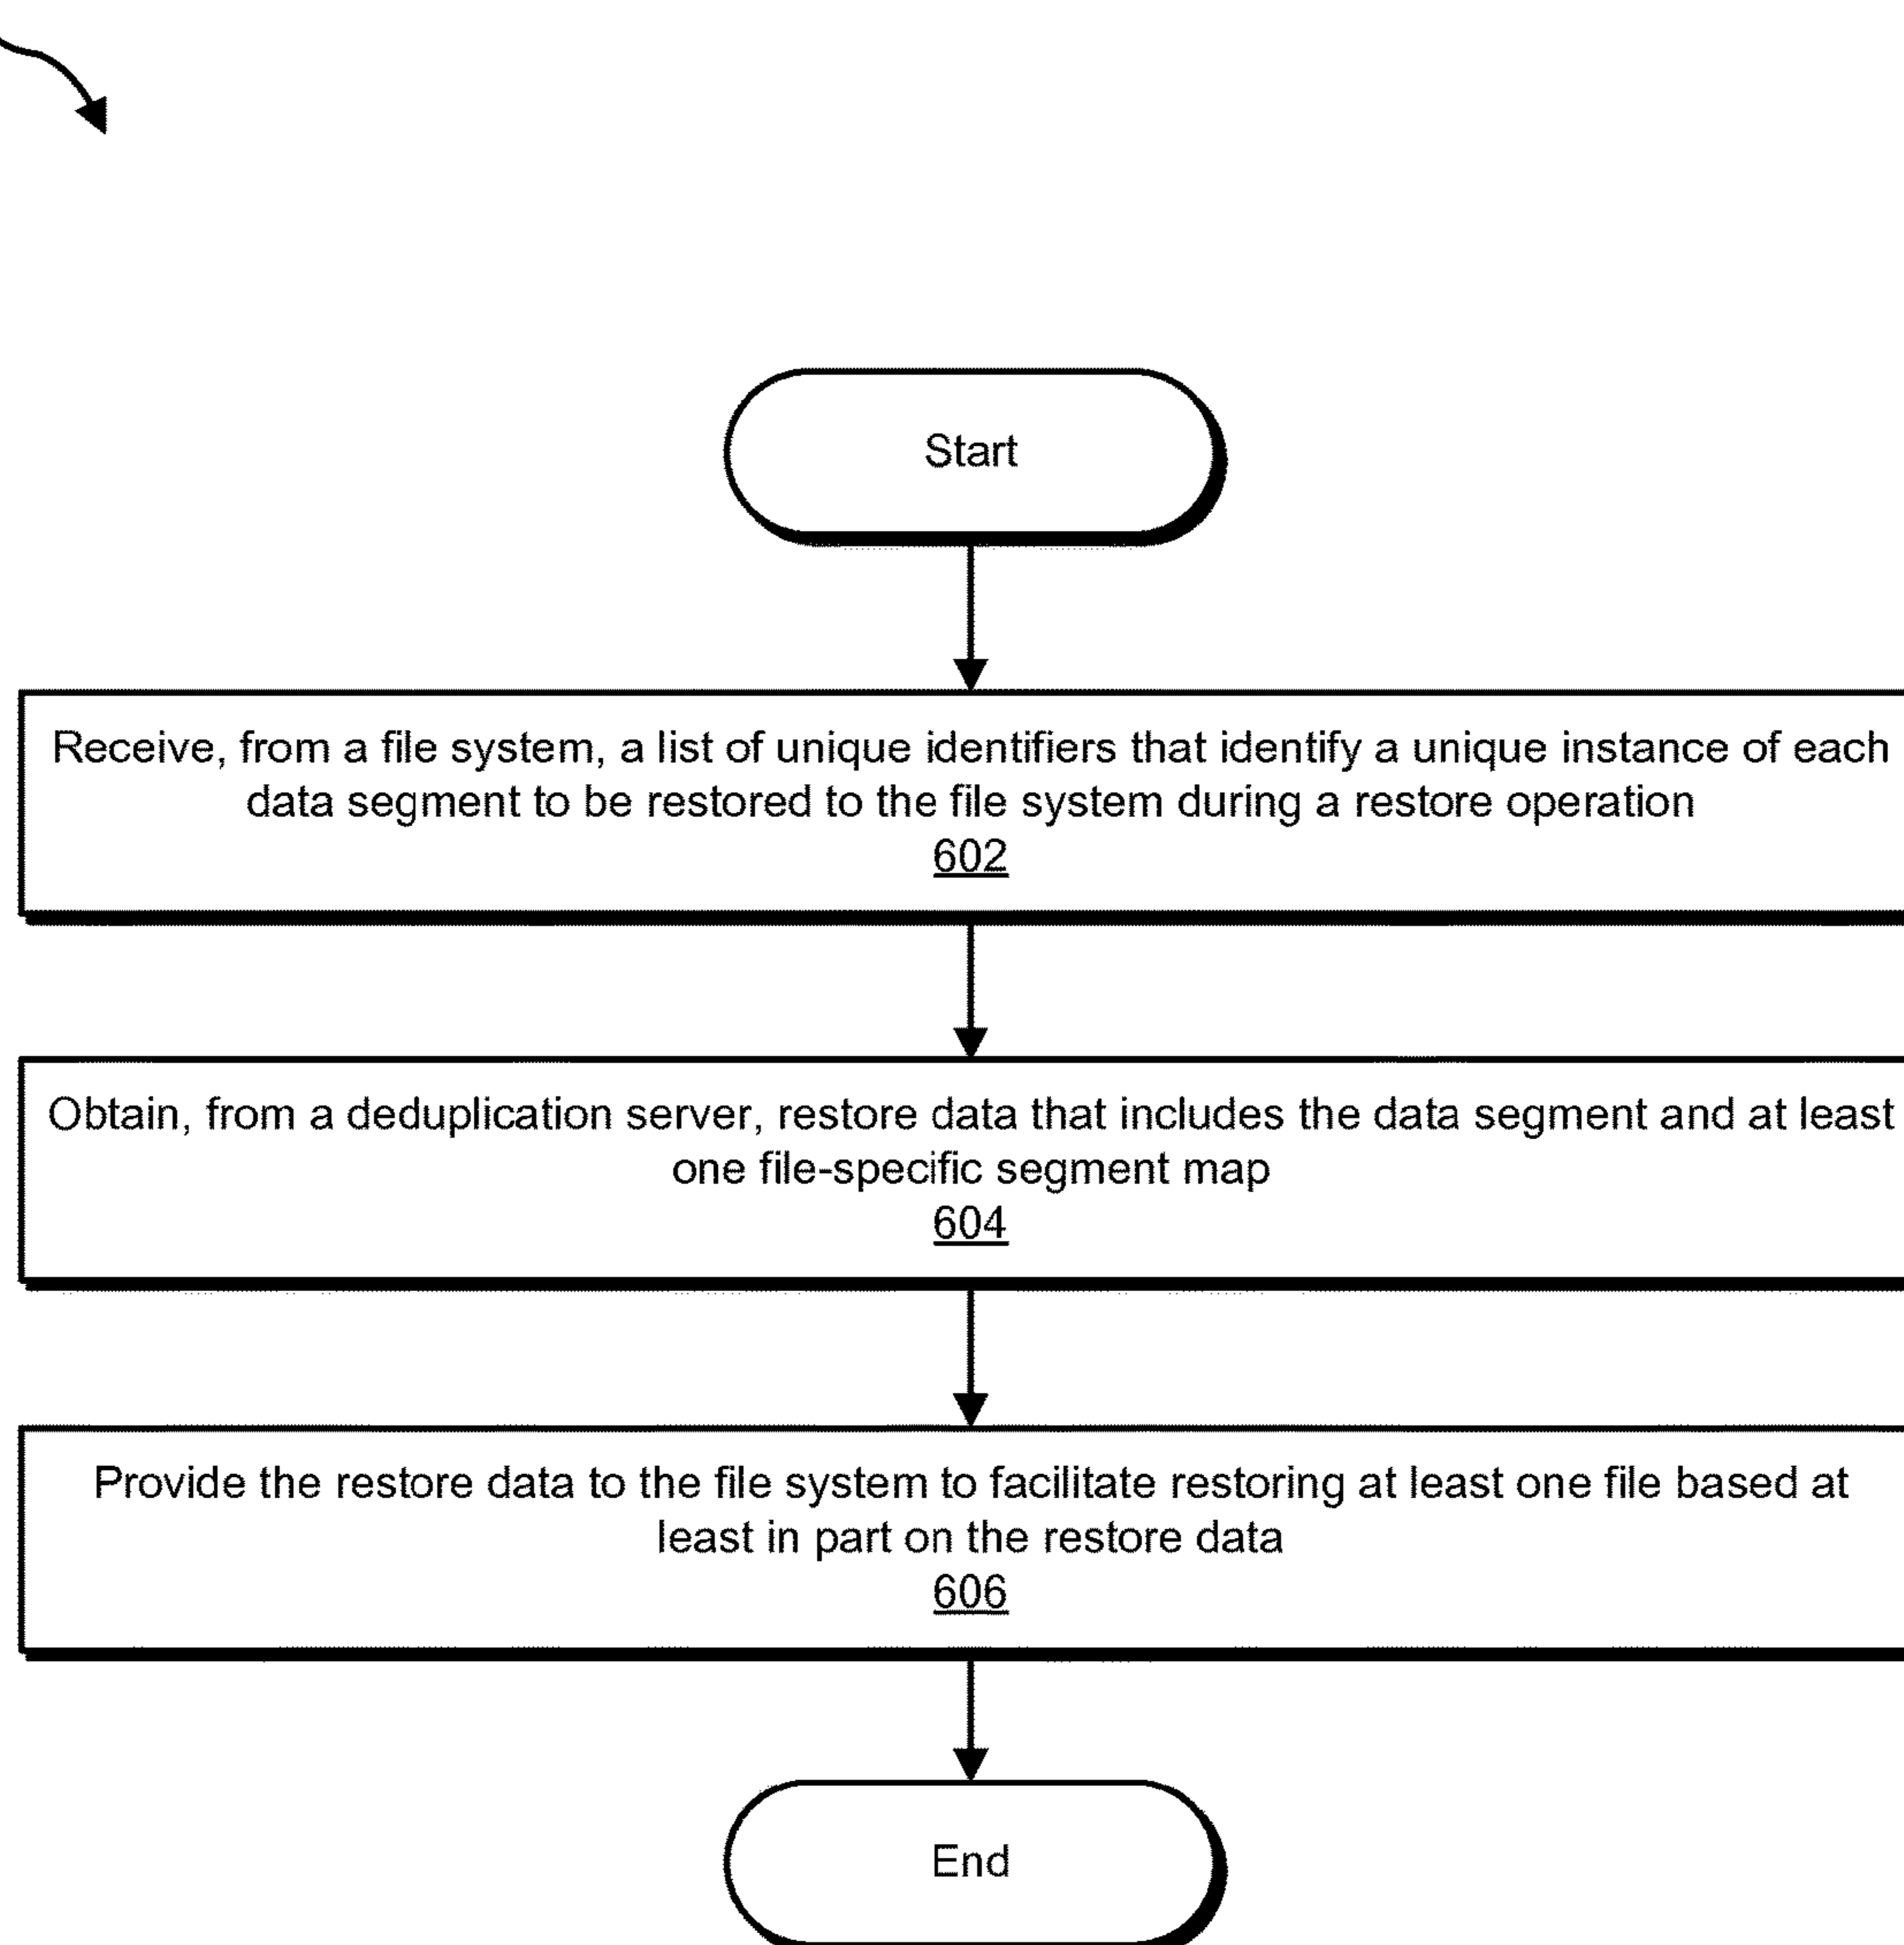 Start
Receive, from a file system, a list of unique identifiers that identify a unique instance of each
data segment to be restored to the file system during a restore operation
602
Obtain, from a deduplication server, restore data that includes the data segment and at least
one file-specific segment map
604
Provide the restore data to the file system to facilitate restoring at least one file based at
least in part on the restore data
606
End